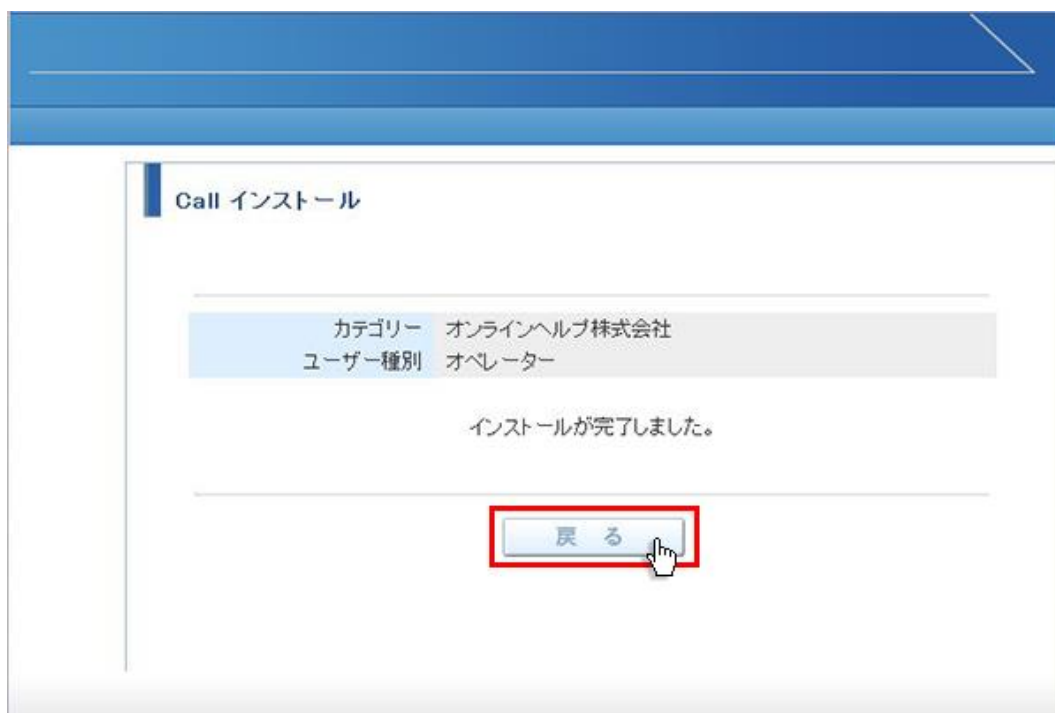 Call インストール
カテゴリー オンラインヘルプ株式会社
ユーザー種別 オペレーター
インストールが完了しました。
戻 る